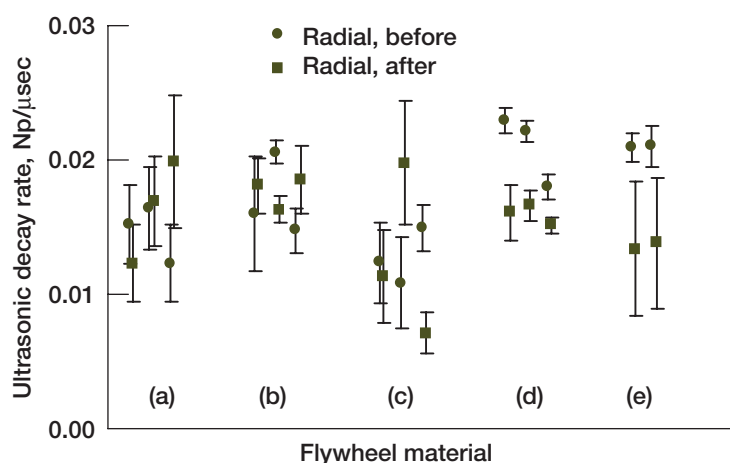 0.03
Radial, before
Radial, after
0.02
0.01
0.00
Ultrasonic decay rate, Np/μsec
(a) (b) (c) (d) (e)
Flywheel material